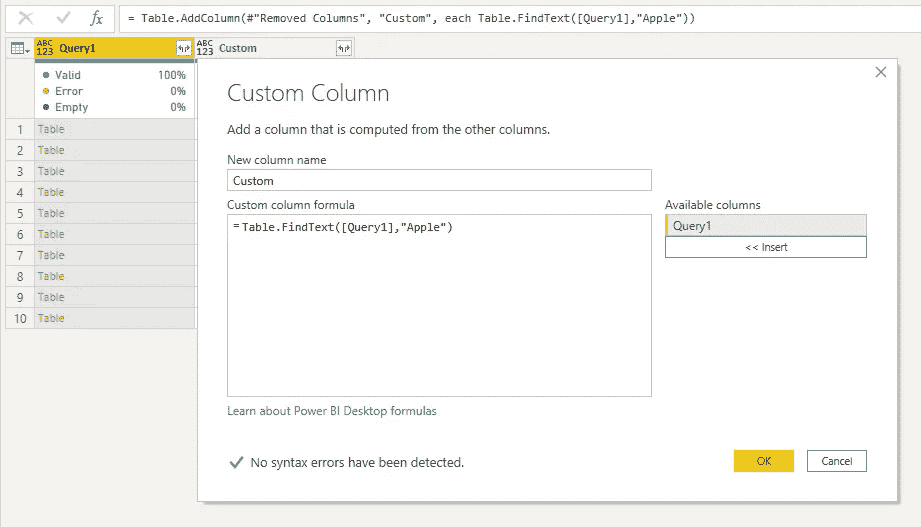 fx = Table.AddColumn(#"Removed Columns", "Custom", each Table.FindText([Query1],"Apple"))
ABC 123 Query1 ABC 123 Custom
Valid 100%
Error 0%
Empty 0%
1 Table
2 Table
3 Table
4 Table
5 Table
6 Table
7 Table
8 Table
9 Table
10 Table
Custom Column
Add a column that is computed from the other columns.
New column name
Custom
Custom column formula
= Table.FindText([Query1],"Apple")
Available columns
Query1
<< Insert
Learn about Power BI Desktop formulas
No syntax errors have been detected.
OK
Cancel